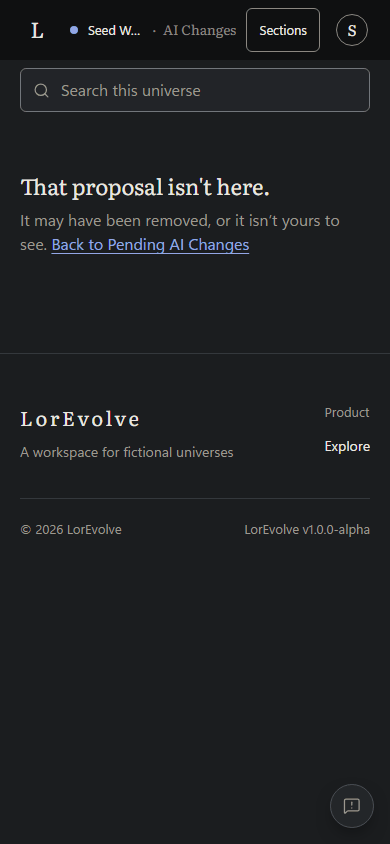 L
Seed W... · AI Changes
Sections
S
Search this universe
That proposal isn't here.
It may have been removed, or it isn’t yours to
see. Back to Pending AI Changes
LorEvolve
A workspace for fictional universes
Product
Explore
© 2026 LorEvolve
LorEvolve v1.0.0-alpha